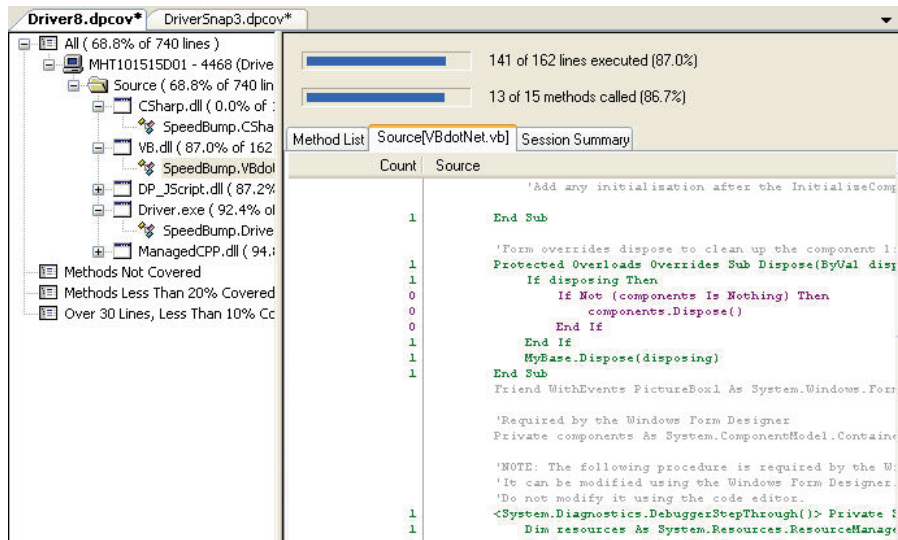 Driver8.dpcov* DriverSnap3.dpcov*
All ( 68.8% of 740 lines )
MHT101515D01 - 4468 (Drive
Source ( 68.8% of 740 lin
CSharp.dll ( 0.0% of
SpeedBump.CSha
VB.dll ( 87.0% of 162
SpeedBump.VBdot
DP_JScript.dll ( 87.2%
Driver.exe ( 92.4% of
SpeedBump.Drive
ManagedCPP.dll ( 94.
Methods Not Covered
Methods Less Than 20% Covered
Over 30 Lines, Less Than 10% Co
141 of 162 lines executed (87.0%)
13 of 15 methods called (86.7%)
Method List Source[VBdotNet.vb] Session Summary
Count Source
'Add any initialization after the InitializeComp
1 End Sub
'Form overrides dispose to clean up the component li
1 Protected Overloads Overrides Sub Dispose(ByVal disp
1 If disposing Then
0 If Not (components Is Nothing) Then
0 components.Dispose()
0 End If
1 End If
1 MyBase.Dispose(disposing)
1 End Sub
Friend WithEvents PictureBox1 As System.Windows.Form
'Required by the Windows Form Designer
Private components As System.ComponentModel.Containe
'NOTE: The following procedure is required by the Wi
'It can be modified using the Windows Form Designer.
'Do not modify it using the code editor.
1 <System.Diagnostics.DebuggerStepThrough()> Private S
1 Dim resources As System.Resources.ResourceManage